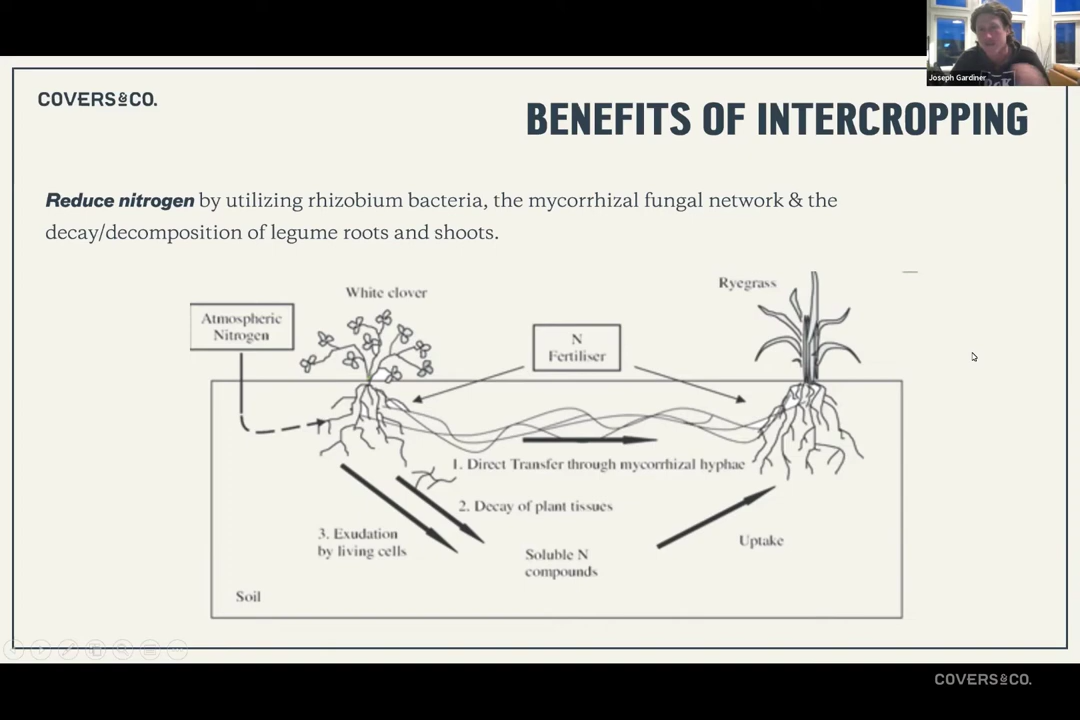 Joseph Gardiner
COVERS&CO.
BENEFITS OF INTERCROPPING
Reduce nitrogen by utilizing rhizobium bacteria, the mycorrhizal fungal network & the
decay/decomposition of legume roots and shoots.
White clover
Ryegrass
Atmospheric
Nitrogen
N
Fertiliser
1. Direct Transfer through mycorrhizal hyphae
2. Decay of plant tissues
3. Exudation
by living cells
Soluble N
compounds
Uptake
Soil
COVERS&CO.